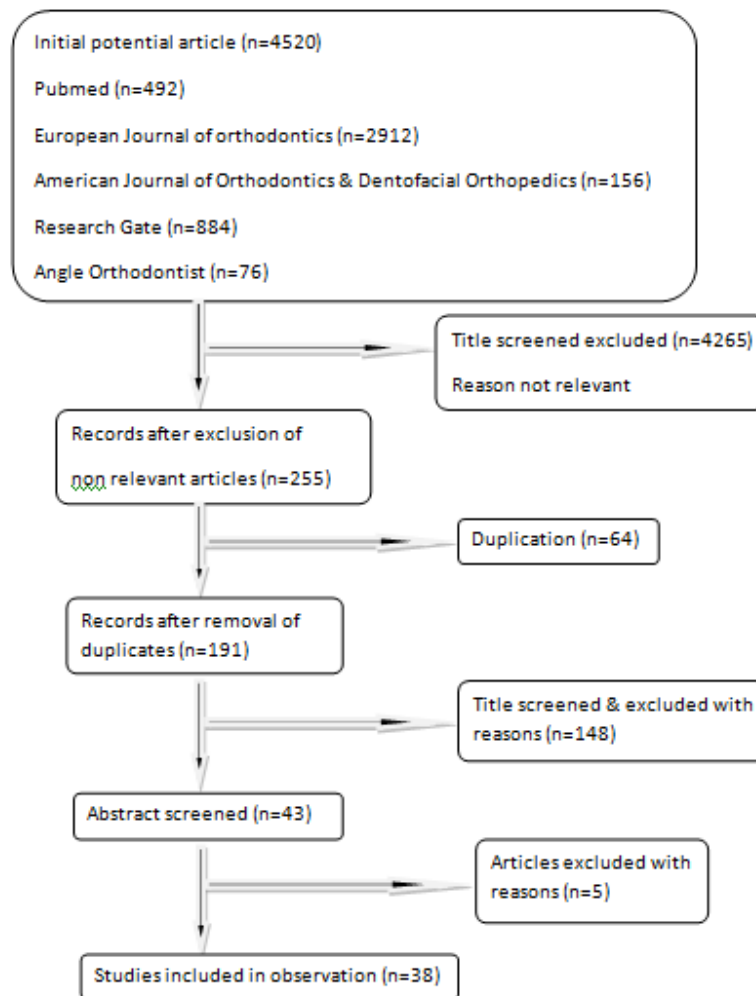 Initial potential article (n=4520)
Pubmed (n=492)
European Journal of orthodontics (n=2912)
American Journal of Orthodontics & Dentofacial Orthopedics (n=156)
Research Gate (n=884)
Angle Orthodontist (n=76)
Title screened excluded (n=4265)
Reason not relevant
Records after exclusion of
non relevant articles (n=255)
Duplication (n=64)
Records after removal of
duplicates (n=191)
Title screened & excluded with
reasons (n=148)
Abstract screened (n=43)
Articles excluded with
reasons (n=5)
Studies included in observation (n=38)